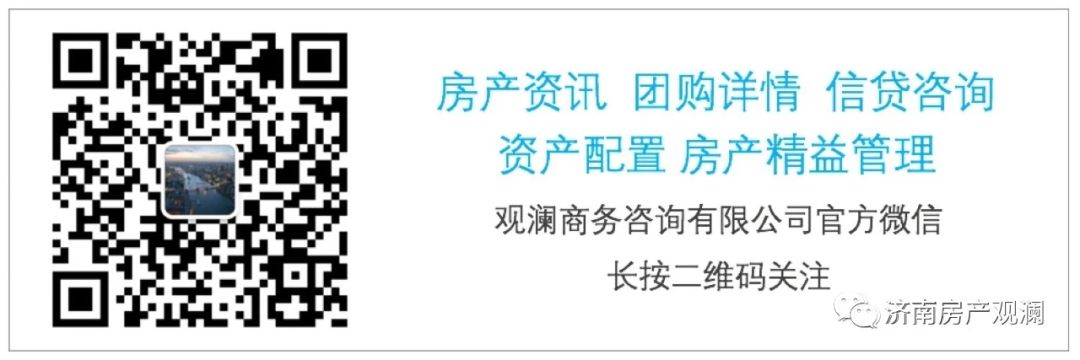 房产资讯 团购详情 信贷咨询
资产配置 房产精益管理
观澜商务咨询有限公司官方微信
长按二维码关注
济南房产观澜